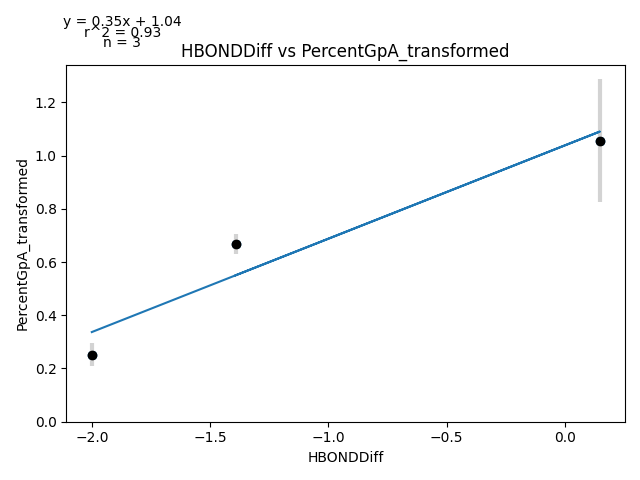 y = 0.35x + 1.04
r^2 = 0.93
n = 3
HBONDDiff vs PercentGpA_transformed
PercentGpA_transformed
1.2
1.0
0.8
0.6
0.4
0.2
0.0
−2.0
−1.5
−1.0
−0.5
0.0
HBONDDiff